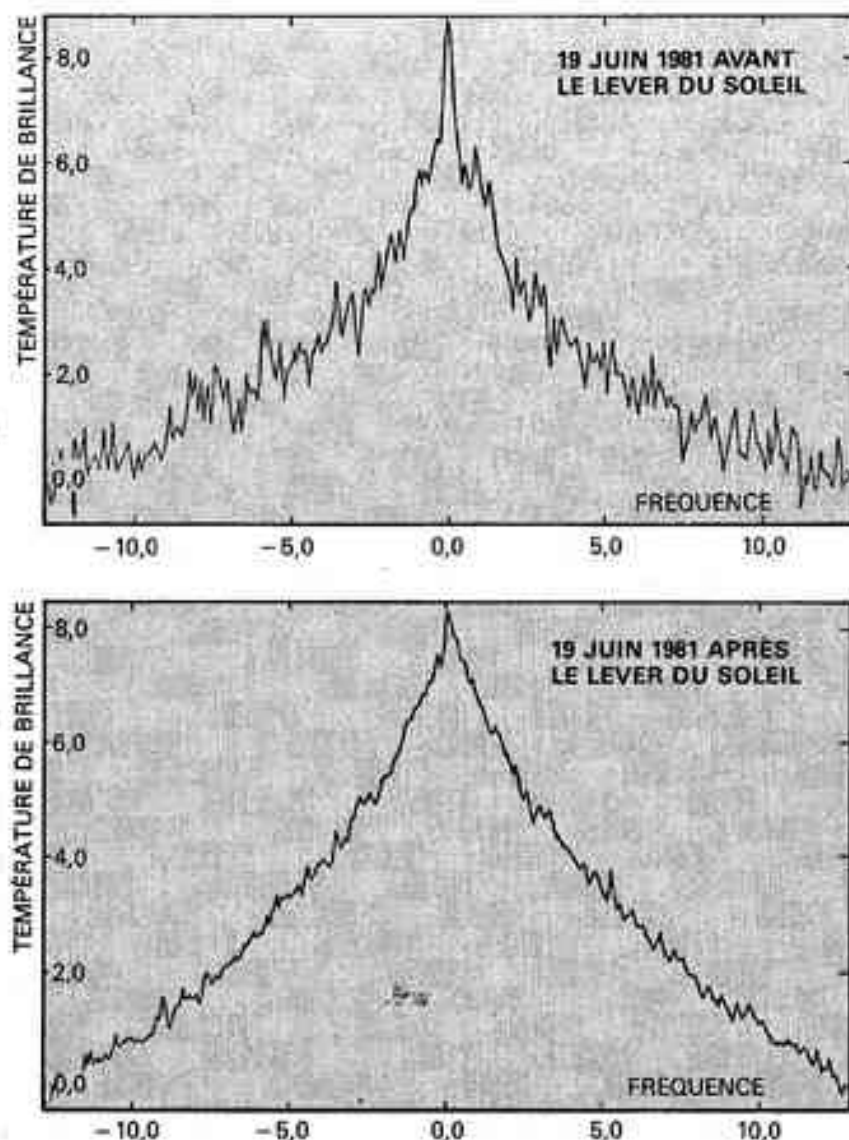 TEMPÉRATURE DE BRILLANCE
8,0
6,0
4,0
2,0
0,0
19 JUIN 1981 AVANT
LE LEVER DU SOLEIL
FRÉQUENCE
−10,0 −5,0 0,0 5,0 10,0
TEMPÉRATURE DE BRILLANCE
8,0
6,0
4,0
2,0
0,0
19 JUIN 1981 APRÈS
LE LEVER DU SOLEIL
FREQUENCE
−10,0 −5,0 0,0 5,0 10,0